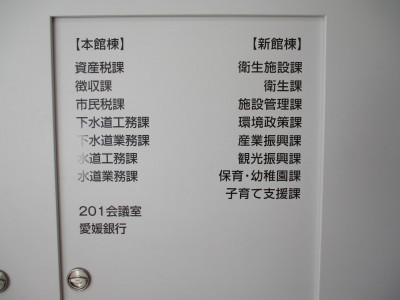 【本館棟】
資産税課
徴収課
市民税課
下水道工務課
下水道業務課
水道工務課
水道業務課
201会議室
愛媛銀行
【新館棟】
衛生施設課
衛生課
施設管理課
環境政策課
産業振興課
観光振興課
保育・幼稚園課
子育て支援課